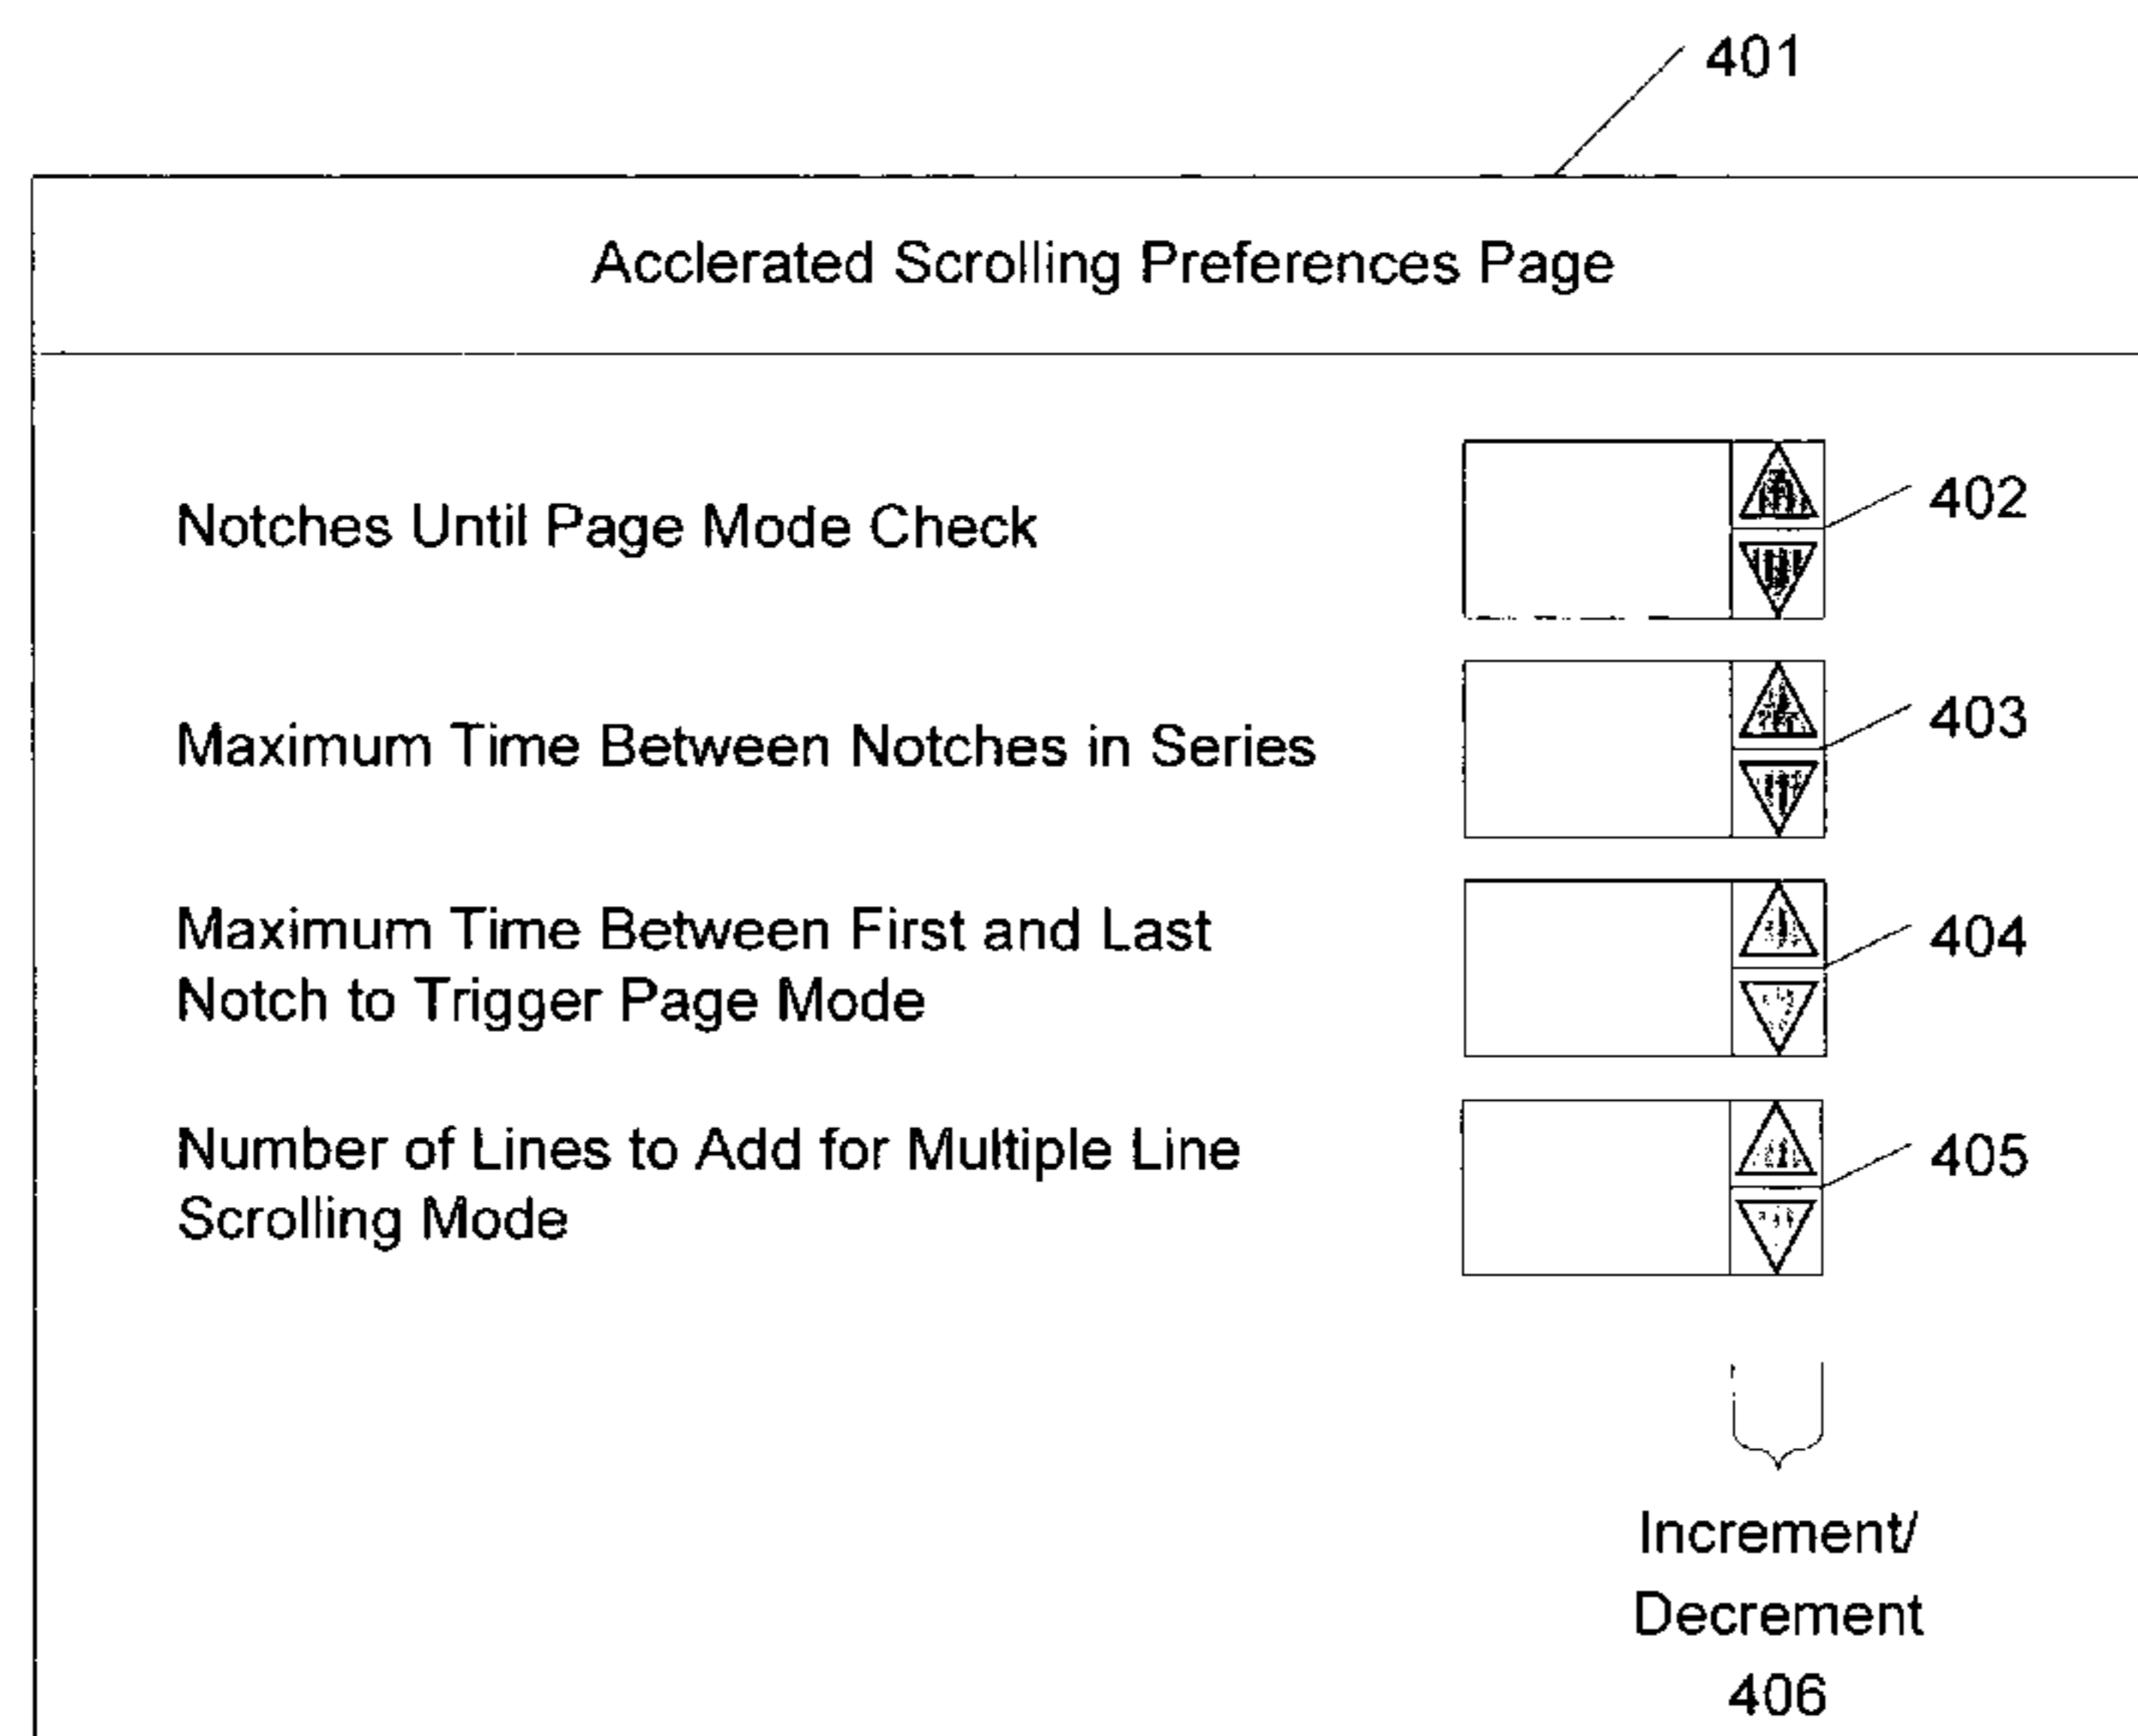 401
Acclerated Scrolling Preferences Page
Notches Until Page Mode Check
402
Maximum Time Between Notches in Series
403
Maximum Time Between First and Last
Notch to Trigger Page Mode
404
Number of Lines to Add for Multiple Line
Scrolling Mode
405
Increment/
Decrement
406